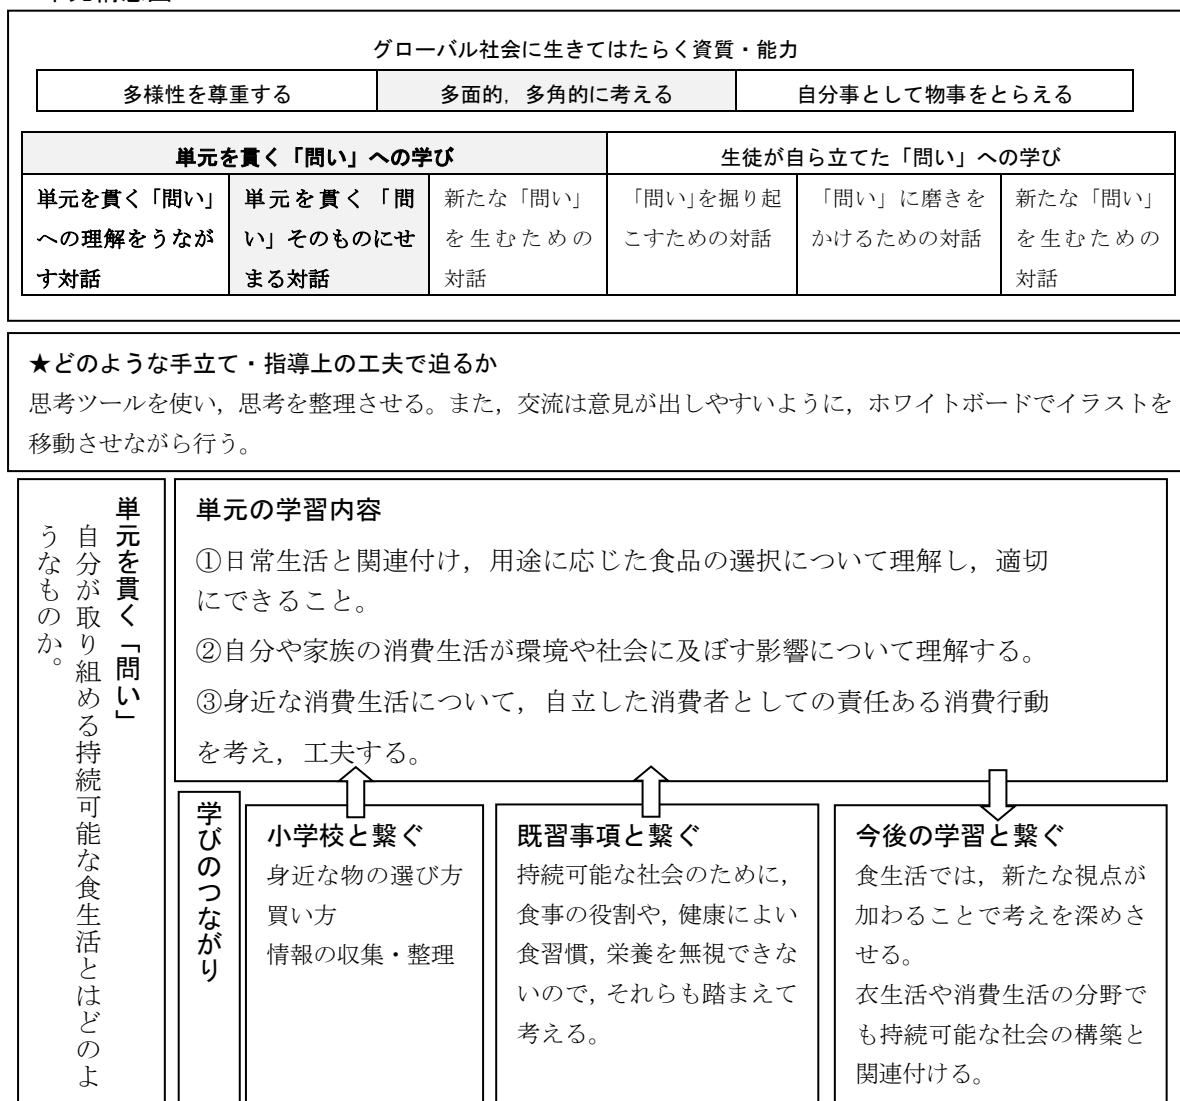 グローバル社会に生きてはたらく資質・能力
多様性を尊重する
多面的，多角的に考える
自分事として物事をとらえる
単元を貫く「問い」への学び
生徒が自ら立てた「問い」への学び
単元を貫く「問い」
への理解をうなが
す対話
単元を貫く「問
い」そのものにせ
まる対話
新たな「問い」
を生むための
対話
「問い」を掘り起
こすための対話
「問い」に磨きを
かけるための対話
新たな「問い」
を生むための
対話
★どのような手立て・指導上の工夫で迫るか
思考ツールを使い，思考を整理させる。また，交流は意見が出しやすいように，ホワイトボードでイラストを
移動させながら行う。
単元を貫く「問い」
自分が取り組める持続可能な食生活とはどのよ
うなものか。
単元の学習内容
①日常生活と関連付け，用途に応じた食品の選択について理解し，適切
にできること。
②自分や家族の消費生活が環境や社会に及ぼす影響について理解する。
③身近な消費生活について，自立した消費者としての責任ある消費行動
を考え，工夫する。
学びのつながり
小学校と繋ぐ
身近な物の選び方
買い方
情報の収集・整理
既習事項と繋ぐ
持続可能な社会のために，
食事の役割や，健康によい
食習慣，栄養を無視できな
いので，それらも踏まえて
考える。
今後の学習と繋ぐ
食生活では，新たな視点が
加わることで考えを深めさ
せる。
衣生活や消費生活の分野で
も持続可能な社会の構築と
関連付ける。